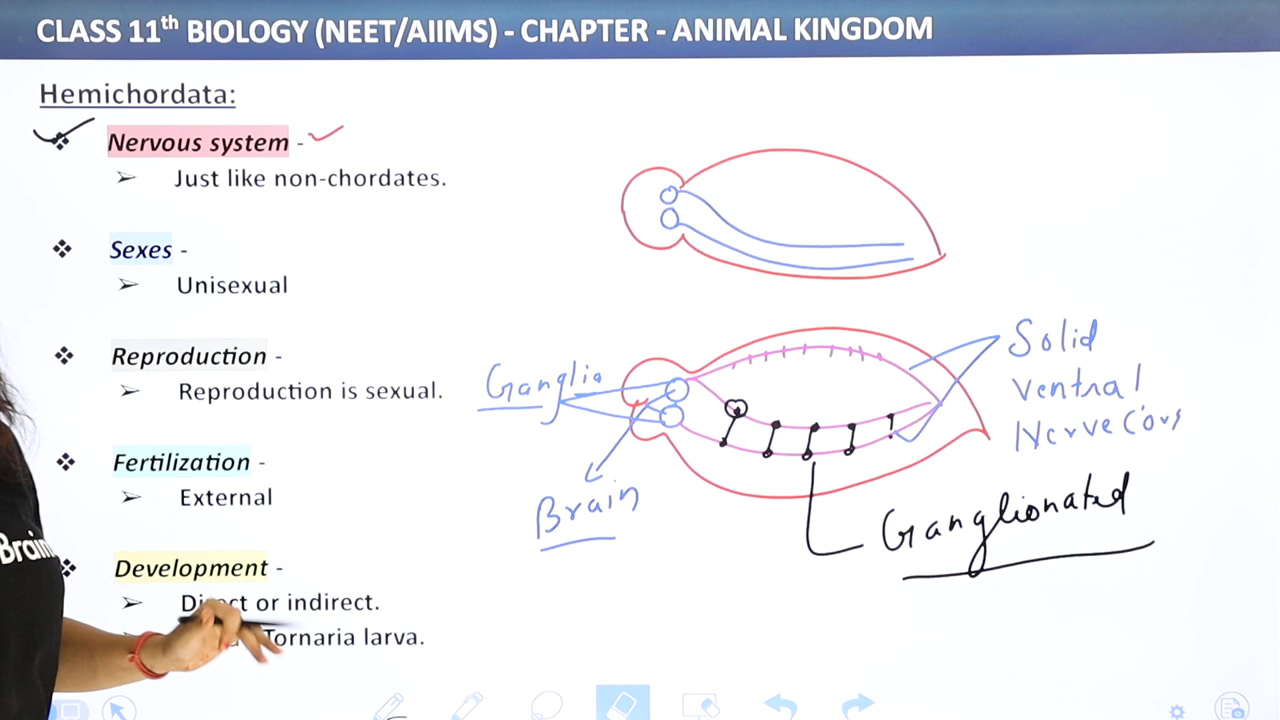 CLASS 11th BIOLOGY (NEET/AIIMS) - CHAPTER - ANIMAL KINGDOM
Hemichordata:
❖ Nervous system -
➢ Just like non-chordates.
❖ Sexes -
➢ Unisexual
❖ Reproduction -
➢ Reproduction is sexual.
❖ Fertilization -
➢ External
❖ Development -
➢ Direct or indirect.
Tornaria larva.
Ganglia
Brain
Solid
Ventral
Nerve
Ganglionated
Brain